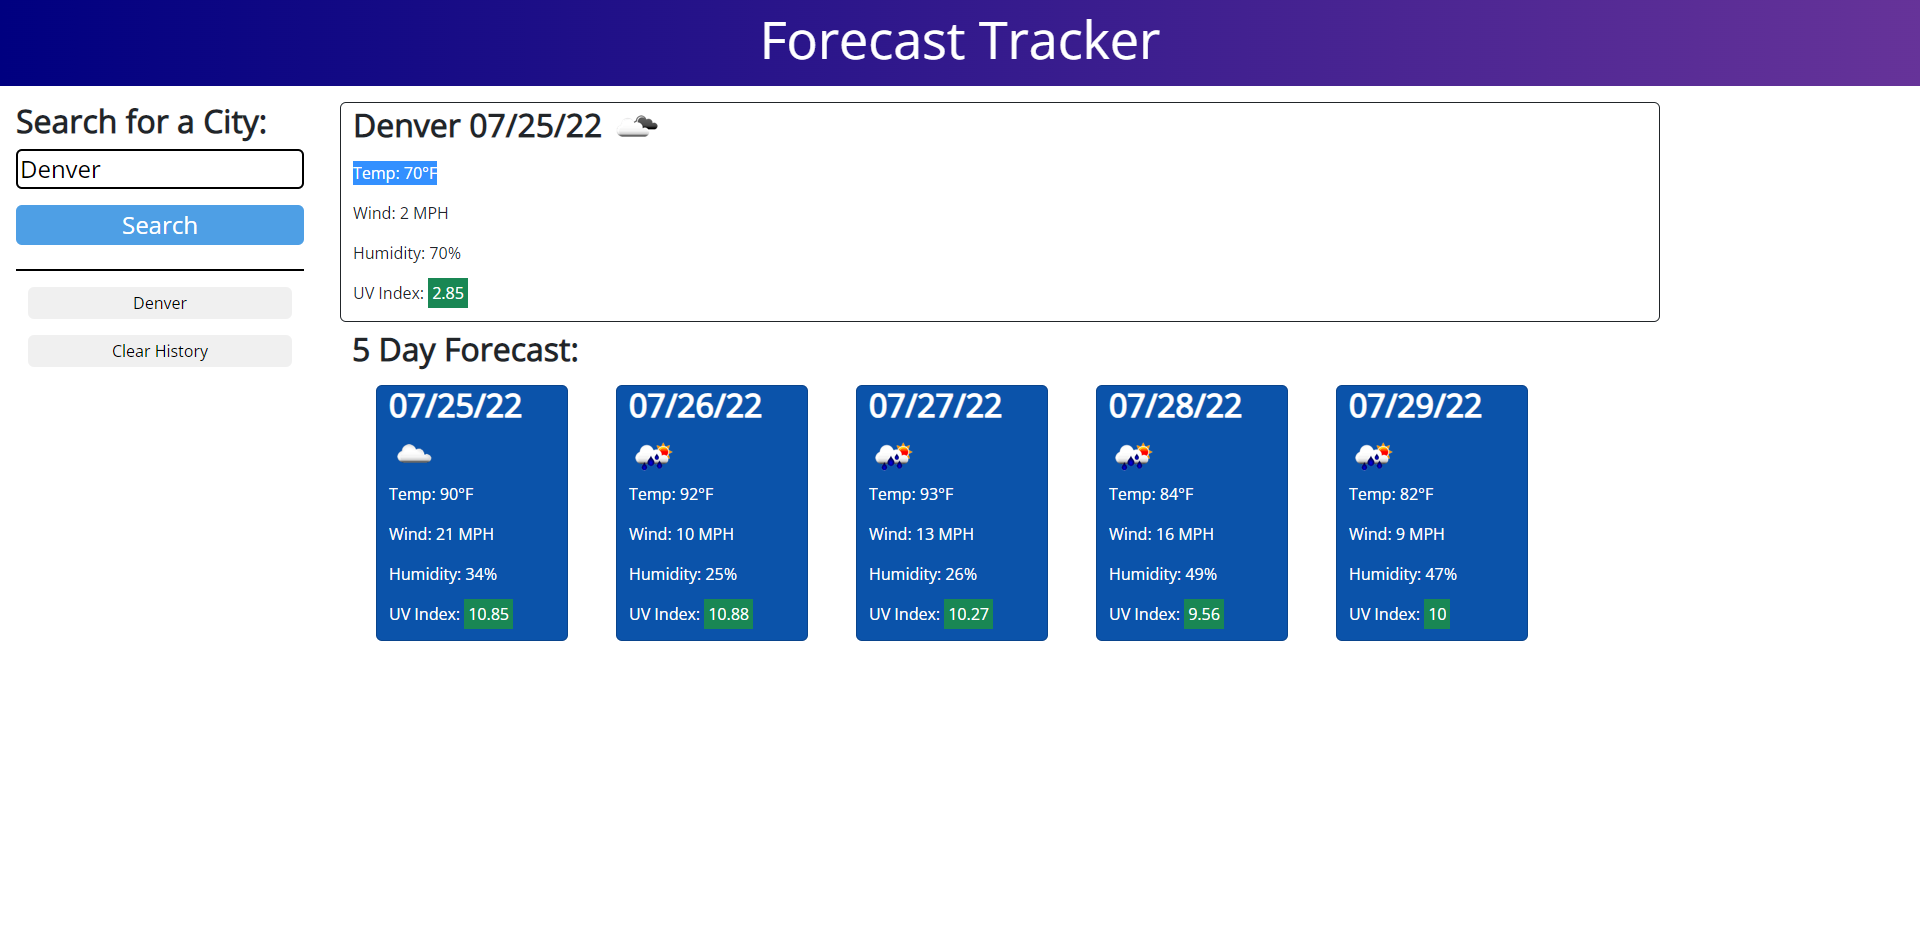 Forecast Tracker
Search for a City:
Denver
Search
Denver
Clear History
Denver 07/25/22
Temp: 70°F
Wind: 2 MPH
Humidity: 70%
UV Index: 2.85
5 Day Forecast:
07/25/22
Temp: 90°F
Wind: 21 MPH
Humidity: 34%
UV Index: 10.85
07/26/22
Temp: 92°F
Wind: 10 MPH
Humidity: 25%
UV Index: 10.88
07/27/22
Temp: 93°F
Wind: 13 MPH
Humidity: 26%
UV Index: 10.27
07/28/22
Temp: 84°F
Wind: 16 MPH
Humidity: 49%
UV Index: 9.56
07/29/22
Temp: 82°F
Wind: 9 MPH
Humidity: 47%
UV Index: 10